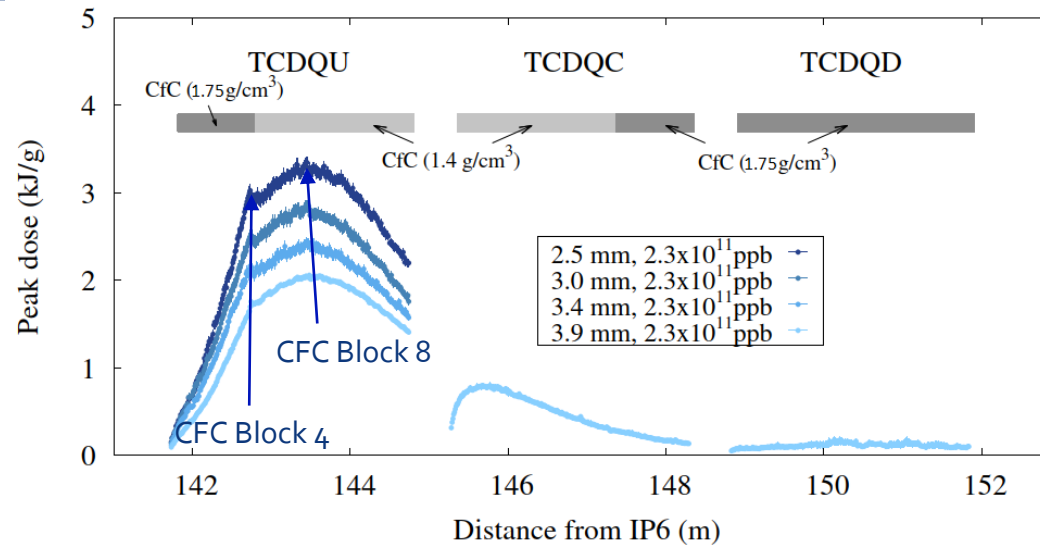 5
4
3
2
1
0
Peak dose (kJ/g)
TCDQU
TCDQC
TCDQD
CfC (1.75g/cm³)
CfC (1.4 g/cm³)
CfC (1.75g/cm³)
2.5 mm, 2.3x10¹¹ppb
3.0 mm, 2.3x10¹¹ppb
3.4 mm, 2.3x10¹¹ppb
3.9 mm, 2.3x10¹¹ppb
CFC Block 8
CFC Block 4
142 144 146 148 150 152
Distance from IP6 (m)